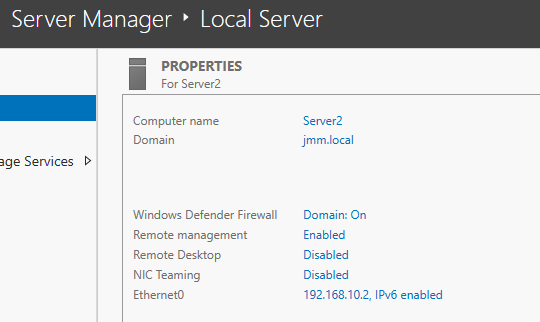 Server Manager ‣ Local Server
PROPERTIES
For Server2
Computer name Server2
Domain jmm.local
age Services
Windows Defender Firewall Domain: On
Remote management Enabled
Remote Desktop Disabled
NIC Teaming Disabled
Ethernet0 192.168.10.2, IPv6 enabled